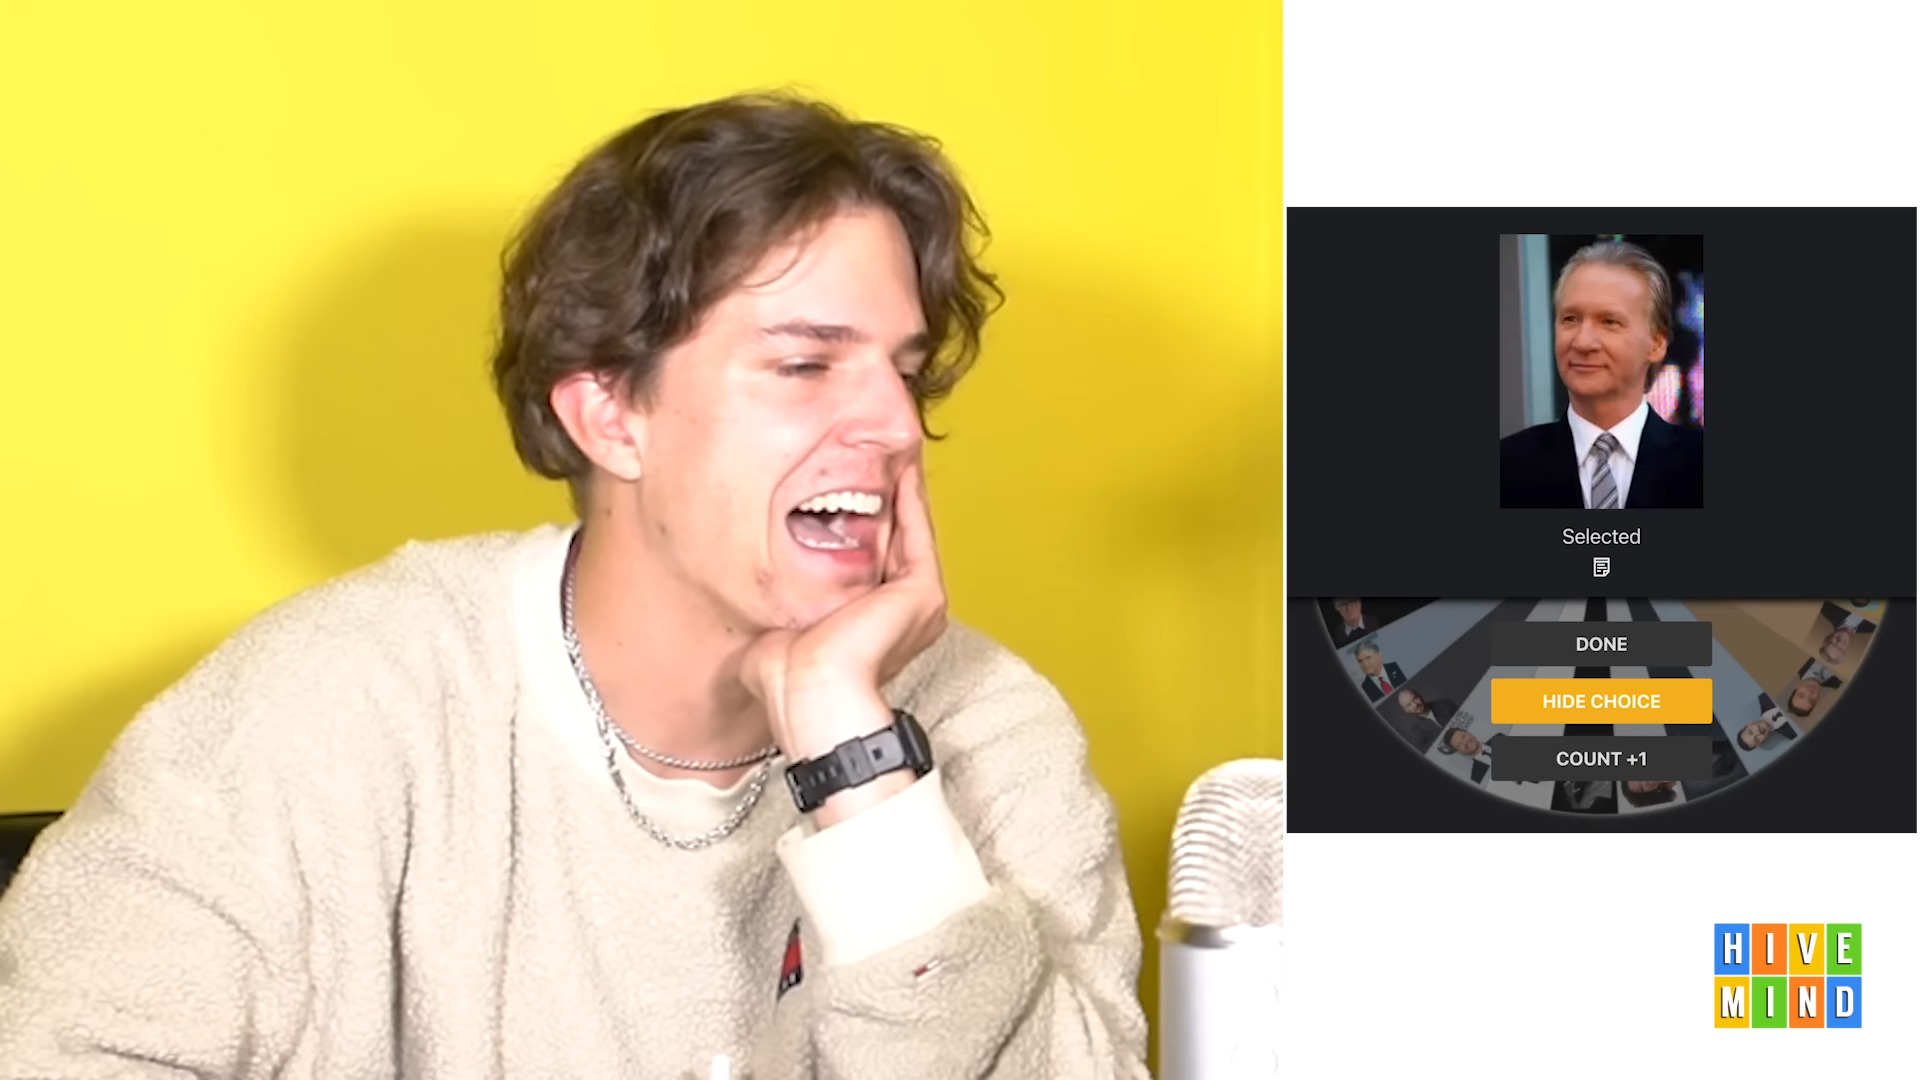 Selected
DONE
HIDE CHOICE
COUNT +1
HIVE
MIND